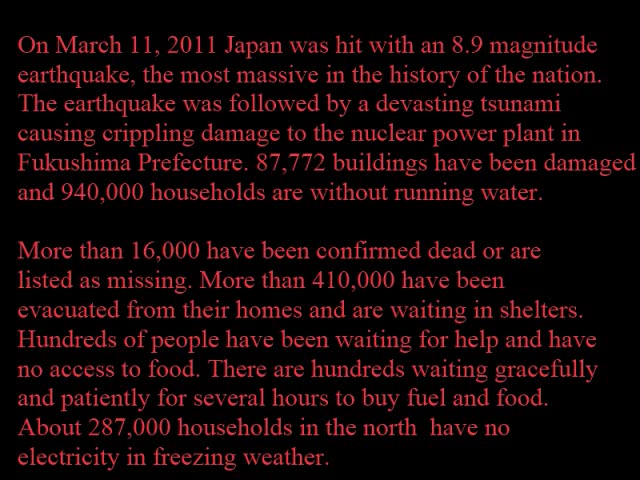 On March 11, 2011 Japan was hit with an 8.9 magnitude
earthquake, the most massive in the history of the nation.
The earthquake was followed by a devasting tsunami
causing crippling damage to the nuclear power plant in
Fukushima Prefecture. 87,772 buildings have been damaged
and 940,000 households are without running water.
More than 16,000 have been confirmed dead or are
listed as missing. More than 410,000 have been
evacuated from their homes and are waiting in shelters.
Hundreds of people have been waiting for help and have
no access to food. There are hundreds waiting gracefully
and patiently for several hours to buy fuel and food.
About 287,000 households in the north  have no
electricity in freezing weather.